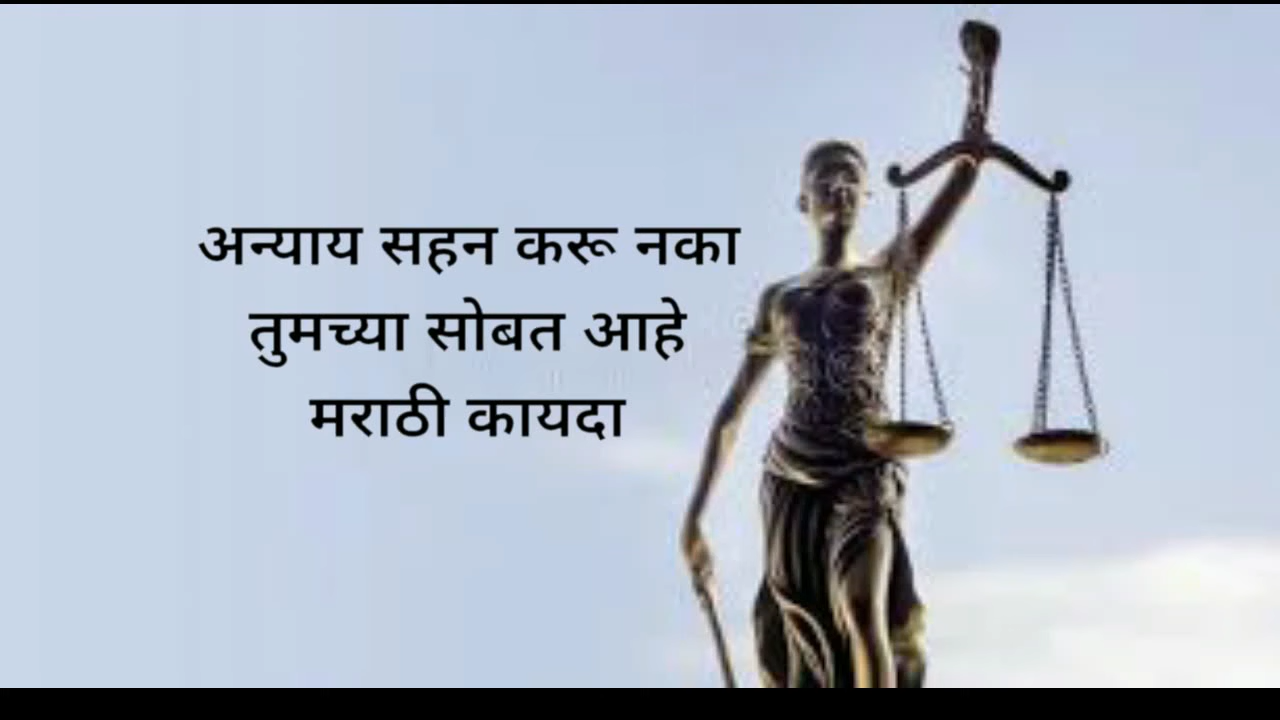 अन्याय सहन करू नका
तुमच्या सोबत आहे
मराठी कायदा